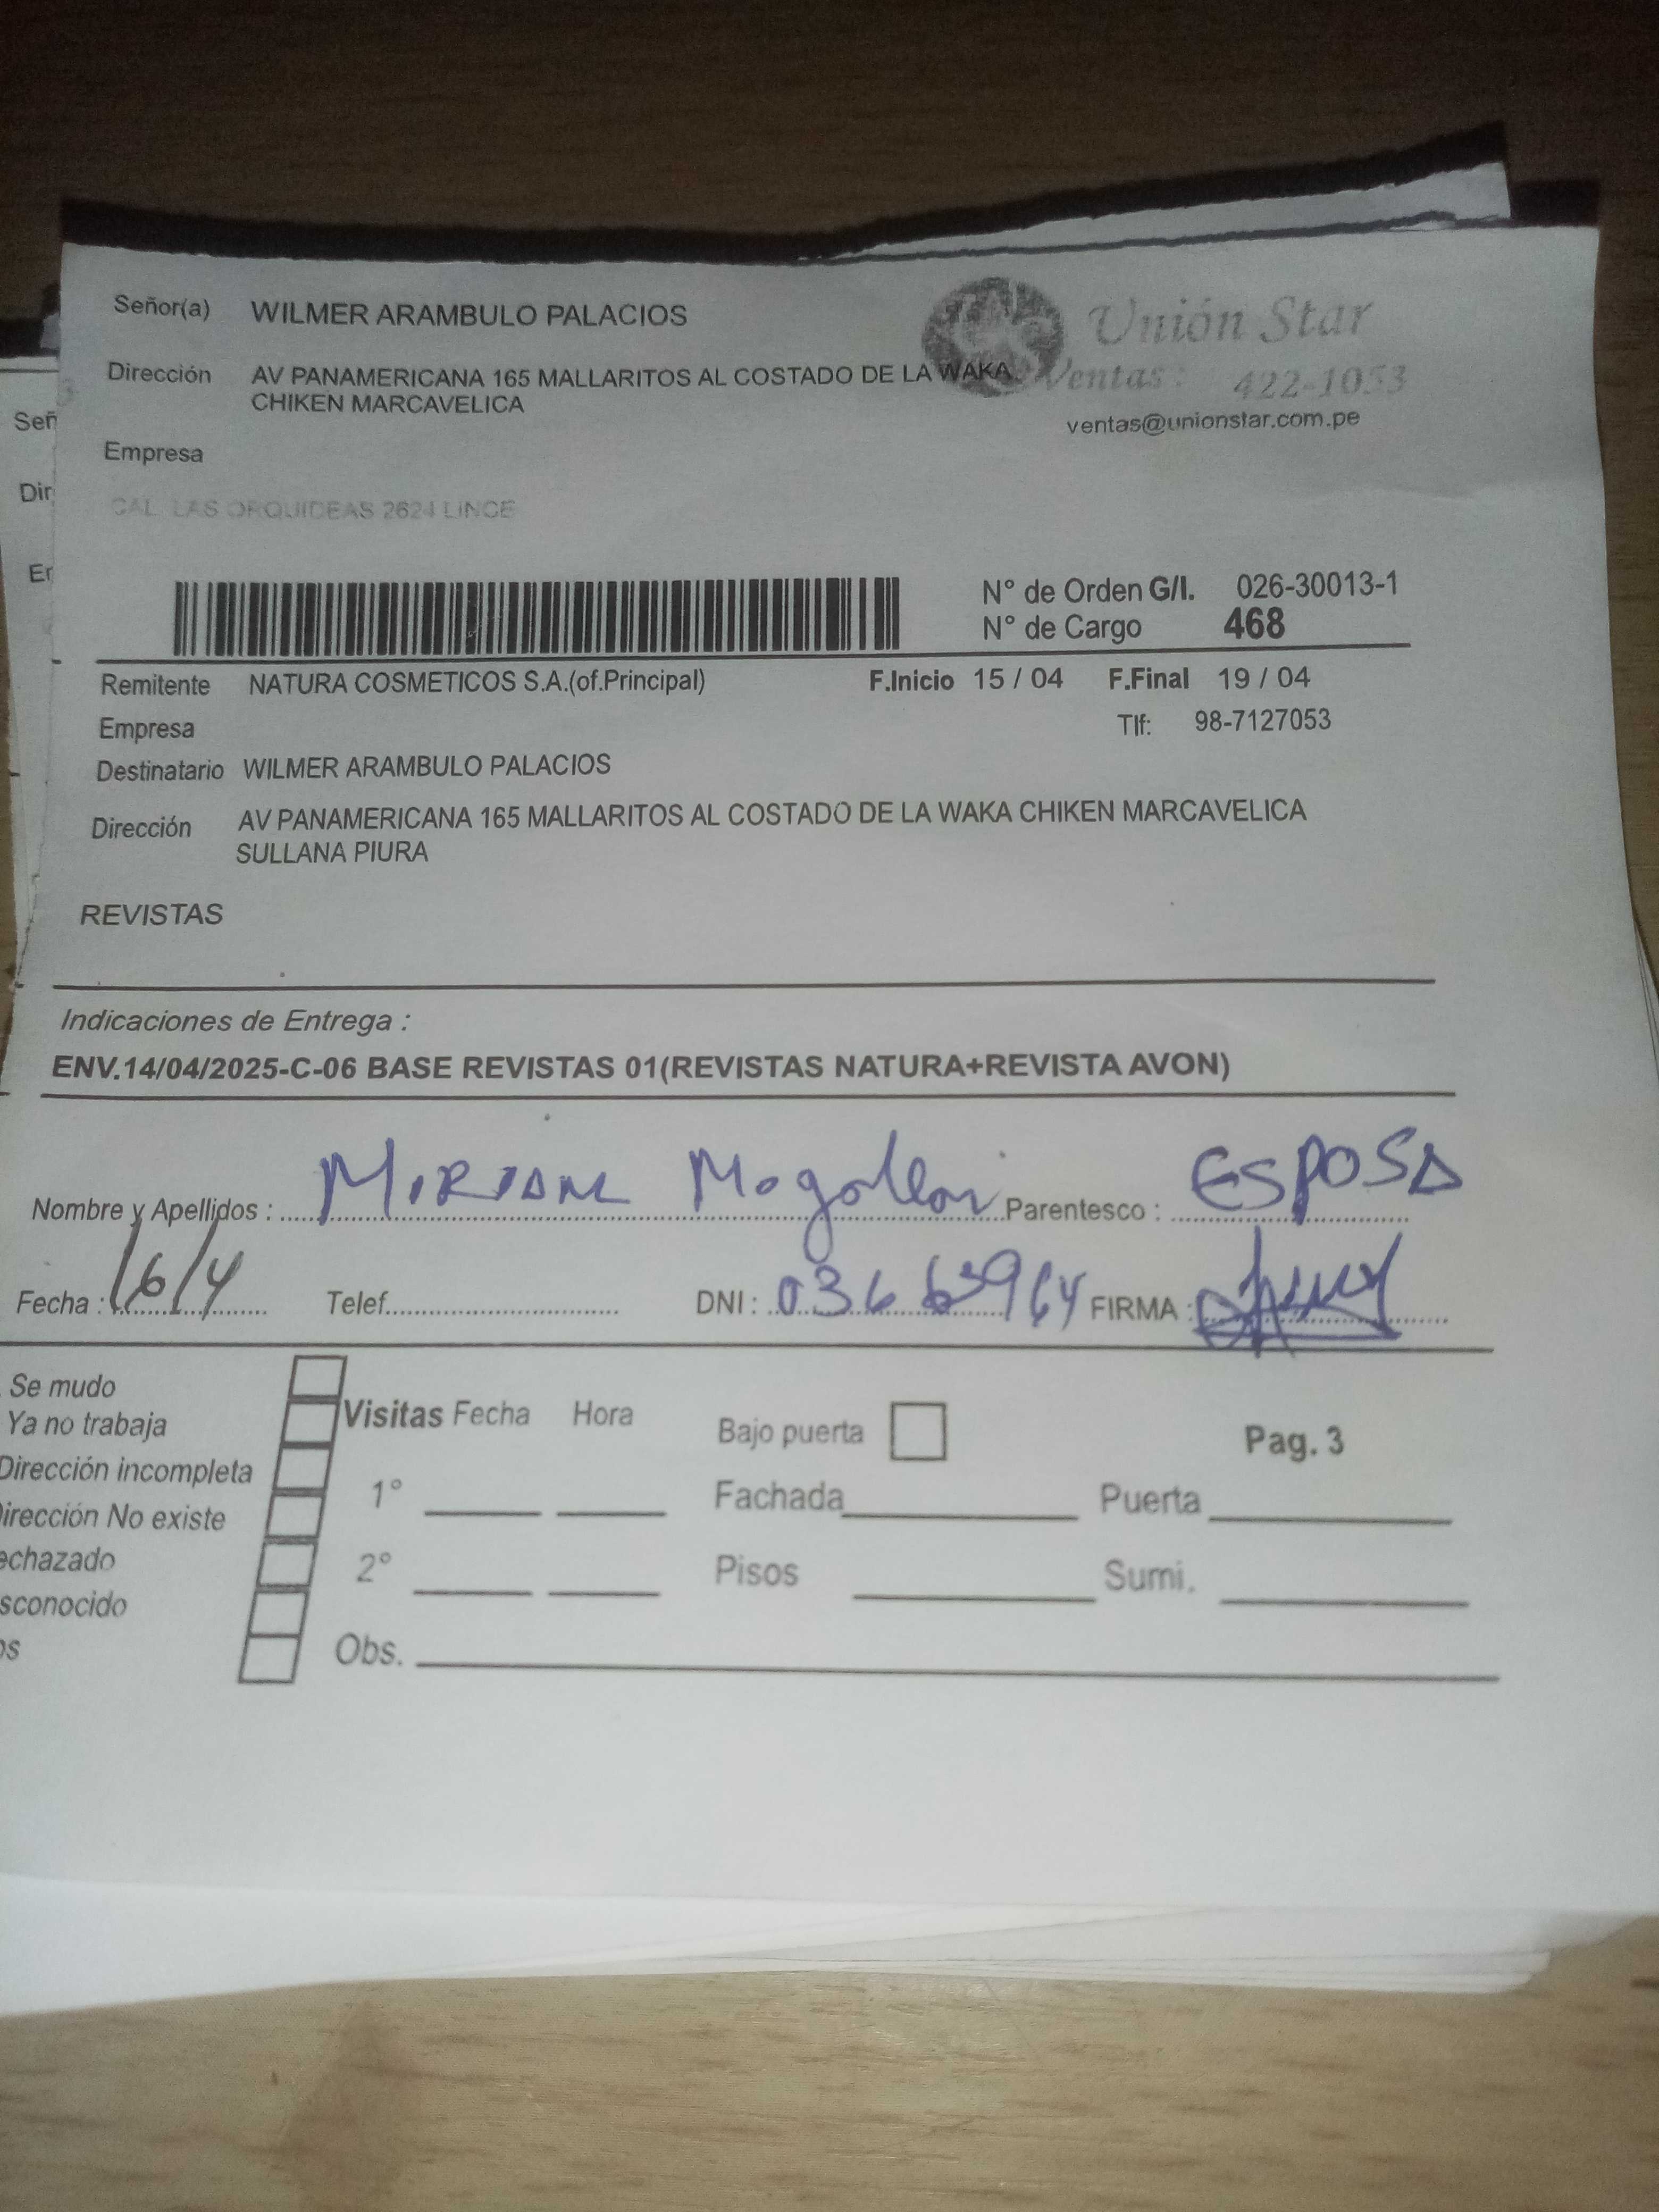 Señor(a) WILMER ARAMBULO PALACIOS
Unión Star
Dirección AV PANAMERICANA 165 MALLARITOS AL COSTADO DE LA WAKA
CHIKEN MARCAVELICA
Ventas: 422-1053
ventas@unionstar.com.pe
Empresa
CAL. LAS ORQUIDEAS 2624 LINCE
Señ
Dir
N° de Orden G/I. 026-30013-1
N° de Cargo 468
Remitente NATURA COSMETICOS S.A.(of.Principal) F.Inicio 15 / 04 F.Final 19 / 04
Empresa Tlf: 98-7127053
Destinatario WILMER ARAMBULO PALACIOS
Dirección AV PANAMERICANA 165 MALLARITOS AL COSTADO DE LA WAKA CHIKEN MARCAVELICA
SULLANA PIURA
REVISTAS
Indicaciones de Entrega :
ENV.14/04/2025-C-06 BASE REVISTAS 01(REVISTAS NATURA+REVISTA AVON)
Nombre y Apellidos : MIRIAM Mogollon Parentesco : ESPOSA
Fecha : 16/4 Telef. DNI : FIRMA :
Se mudo
Ya no trabaja
Dirección incompleta
irección No existe
echazado
sconocido
os
Visitas Fecha Hora
1°
2°
Obs.
Bajo puerta Pag. 3
Fachada Puerta
Pisos Sumi.